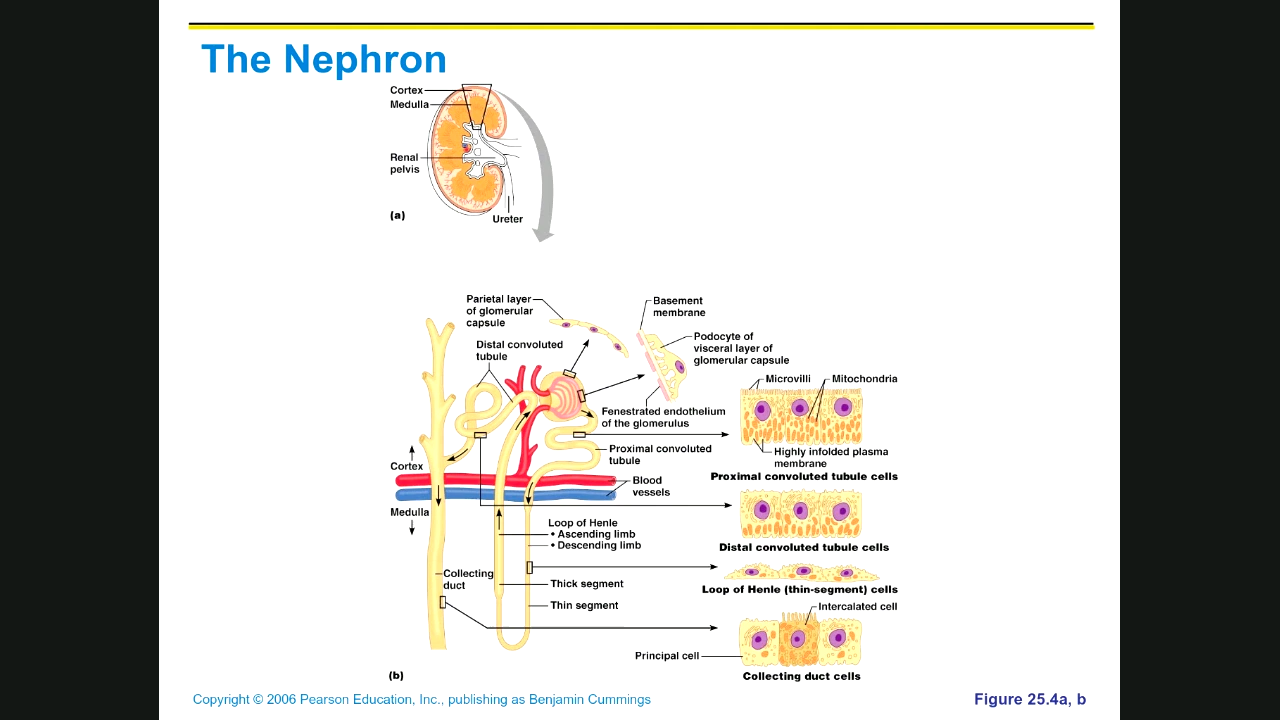 The Nephron
Cortex
Medulla
Renal
pelvis
(a)
Ureter
Parietal layer
of glomerular
capsule
Basement
membrane
Distal convoluted
tubule
Podocyte of
visceral layer of
glomerular capsule
Microvilli
Mitochondria
Fenestrated endothelium
of the glomerulus
Proximal convoluted
tubule
Highly infolded plasma
membrane
Proximal convoluted tubule cells
Cortex
Blood
vessels
Medulla
Loop of Henle
• Ascending limb
• Descending limb
Distal convoluted tubule cells
Collecting
duct
Thick segment
Thin segment
Loop of Henle (thin-segment) cells
Intercalated cell
Principal cell
Collecting duct cells
(b)
Copyright © 2006 Pearson Education, Inc., publishing as Benjamin Cummings
Figure 25.4a, b